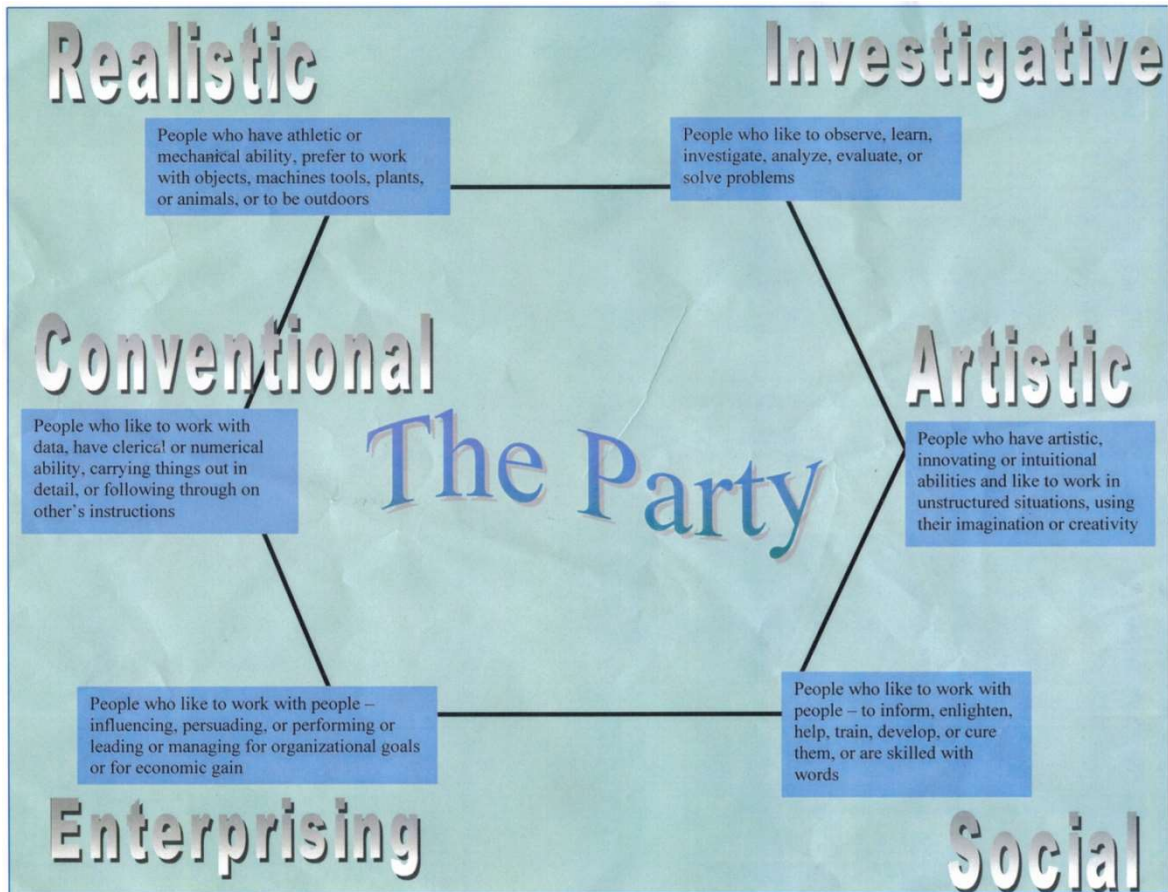 Realistic
People who have athletic or
mechanical ability, prefer to work
with objects, machines tools, plants,
or animals, or to be outdoors
Investigative
People who like to observe, learn,
investigate, analyze, evaluate, or
solve problems
Conventional
People who like to work with
data, have clerical or numerical
ability, carrying things out in
detail, or following through on
other's instructions
The Party
Artistic
People who have artistic,
innovating or intuitional
abilities and like to work in
unstructured situations, using
their imagination or creativity
People who like to work with people –
influencing, persuading, or performing or
leading or managing for organizational goals
or for economic gain
Enterprising
People who like to work with
people – to inform, enlighten,
help, train, develop, or cure
them, or are skilled with
words
Social